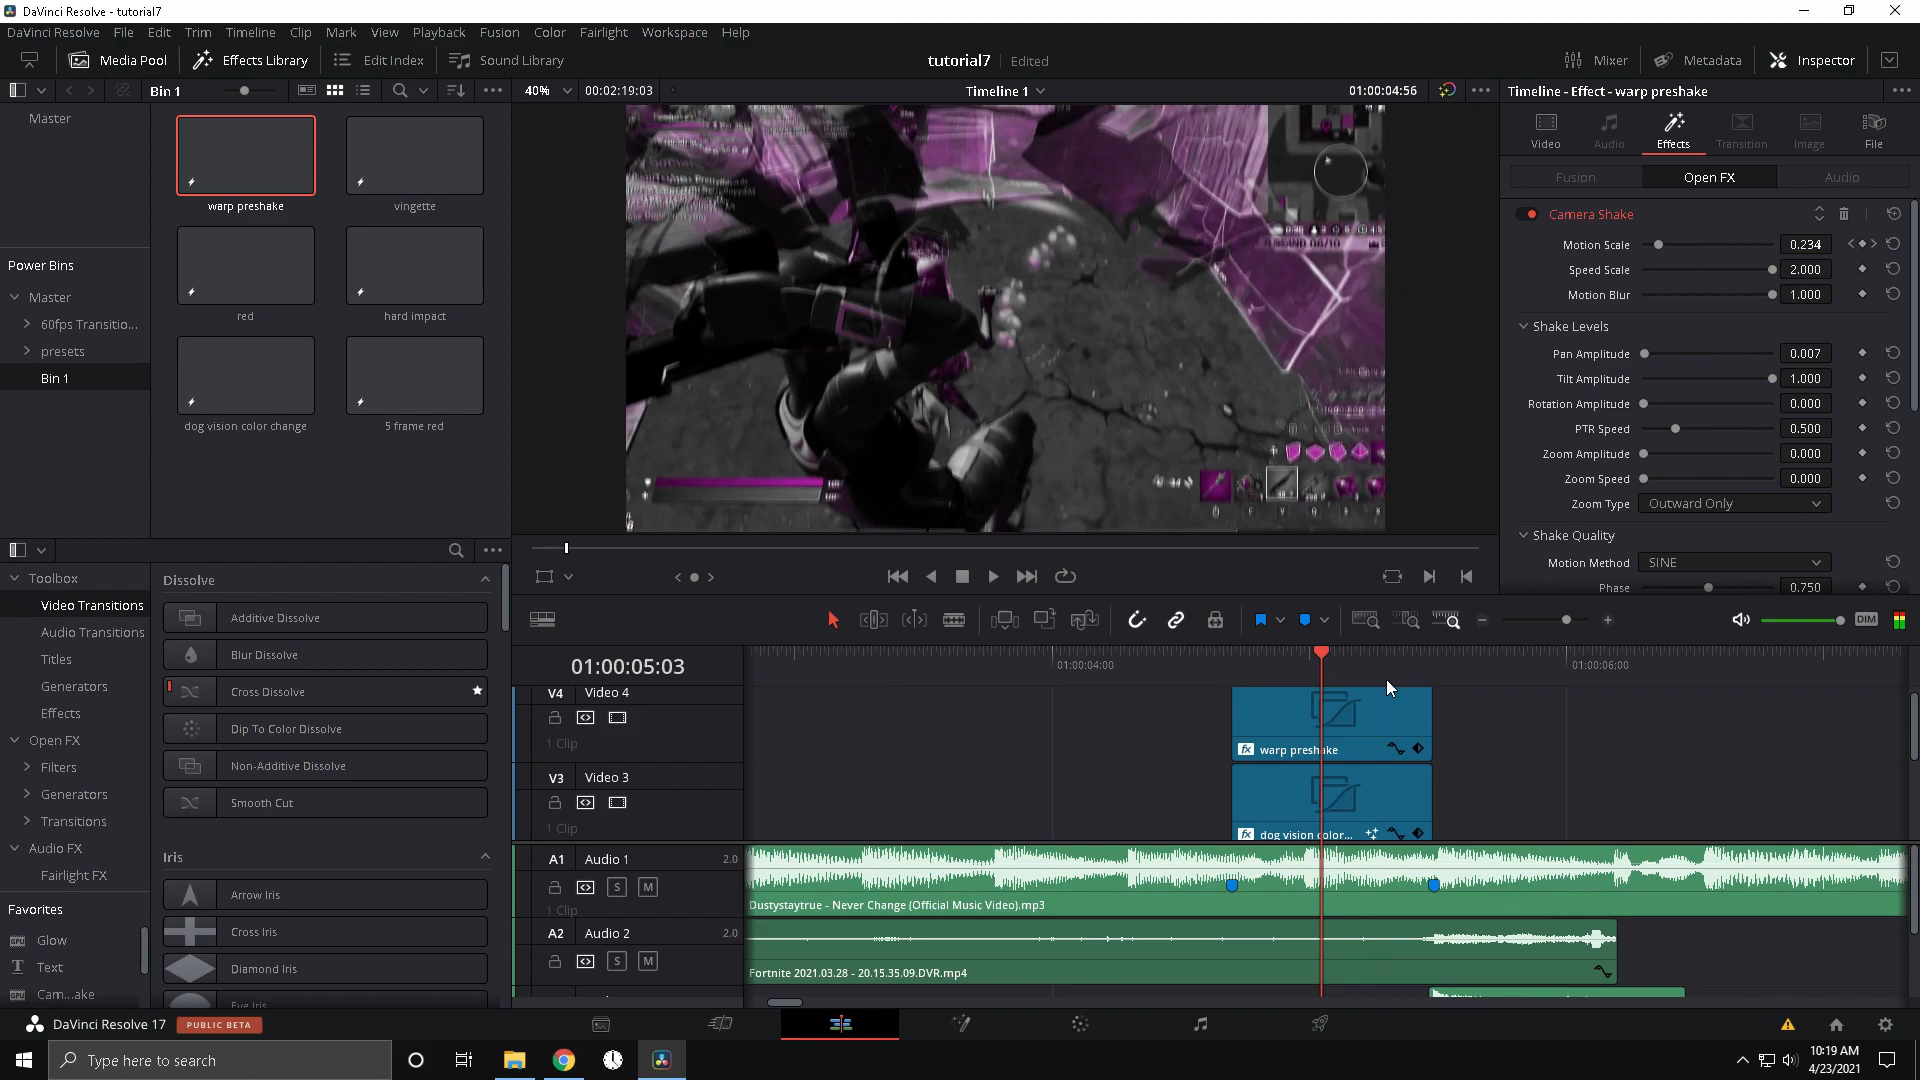 DaVinci Resolve - tutorial7
DaVinci Resolve File Edit Trim Timeline Clip Mark View Playback Fusion Color Fairlight Workspace Help
Media Pool Effects Library Edit Index Sound Library tutorial7 Edited Mixer Metadata Inspector
Bin 1 40% 00:02:19:03 Timeline 1 01:00:04:56 Timeline - Effect - warp preshake
Master
Power Bins
Master
60fps Transitio...
presets
Bin 1
warp preshake
vingette
red
hard impact
dog vision color change
5 frame red
Video Audio Effects Transition Image File
Fusion Open FX Audio
Camera Shake
Motion Scale 0.234
Speed Scale 2.000
Motion Blur 1.000
Shake Levels
Pan Amplitude 0.007
Tilt Amplitude 1.000
Rotation Amplitude 0.000
PTR Speed 0.500
Zoom Amplitude 0.000
Zoom Speed 0.000
Zoom Type Outward Only
Shake Quality
Motion Method SINE
Phase 0.750
Toolbox
Video Transitions
Audio Transitions
Titles
Generators
Effects
Open FX
Filters
Generators
Transitions
Audio FX
Fairlight FX
Favorites
Glow
Text
Cam...ake
Dissolve
Additive Dissolve
Blur Dissolve
Cross Dissolve
Dip To Color Dissolve
Non-Additive Dissolve
Smooth Cut
Iris
Arrow Iris
Cross Iris
Diamond Iris
Eye Iris
DIM
01:00:05:03
01:00:04:00
01:00:06:00
V4 Video 4
1 Clip
warp preshake
V3 Video 3
1 Clip
fx dog vision color...
A1 Audio 1 2.0
S M
1 Clip
Dustystaytrue - Never Change (Official Music Video).mp3
A2 Audio 2 2.0
S M
Fortnite 2021.03.28 - 20.15.35.09.DVR.mp4
DaVinci Resolve 17 PUBLIC BETA
Type here to search
10:19 AM
4/23/2021